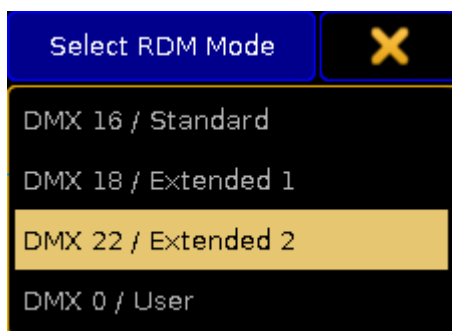 Select RDM Mode
DMX 16 / Standard
DMX 18 / Extended 1
DMX 22 / Extended 2
DMX 0 / User